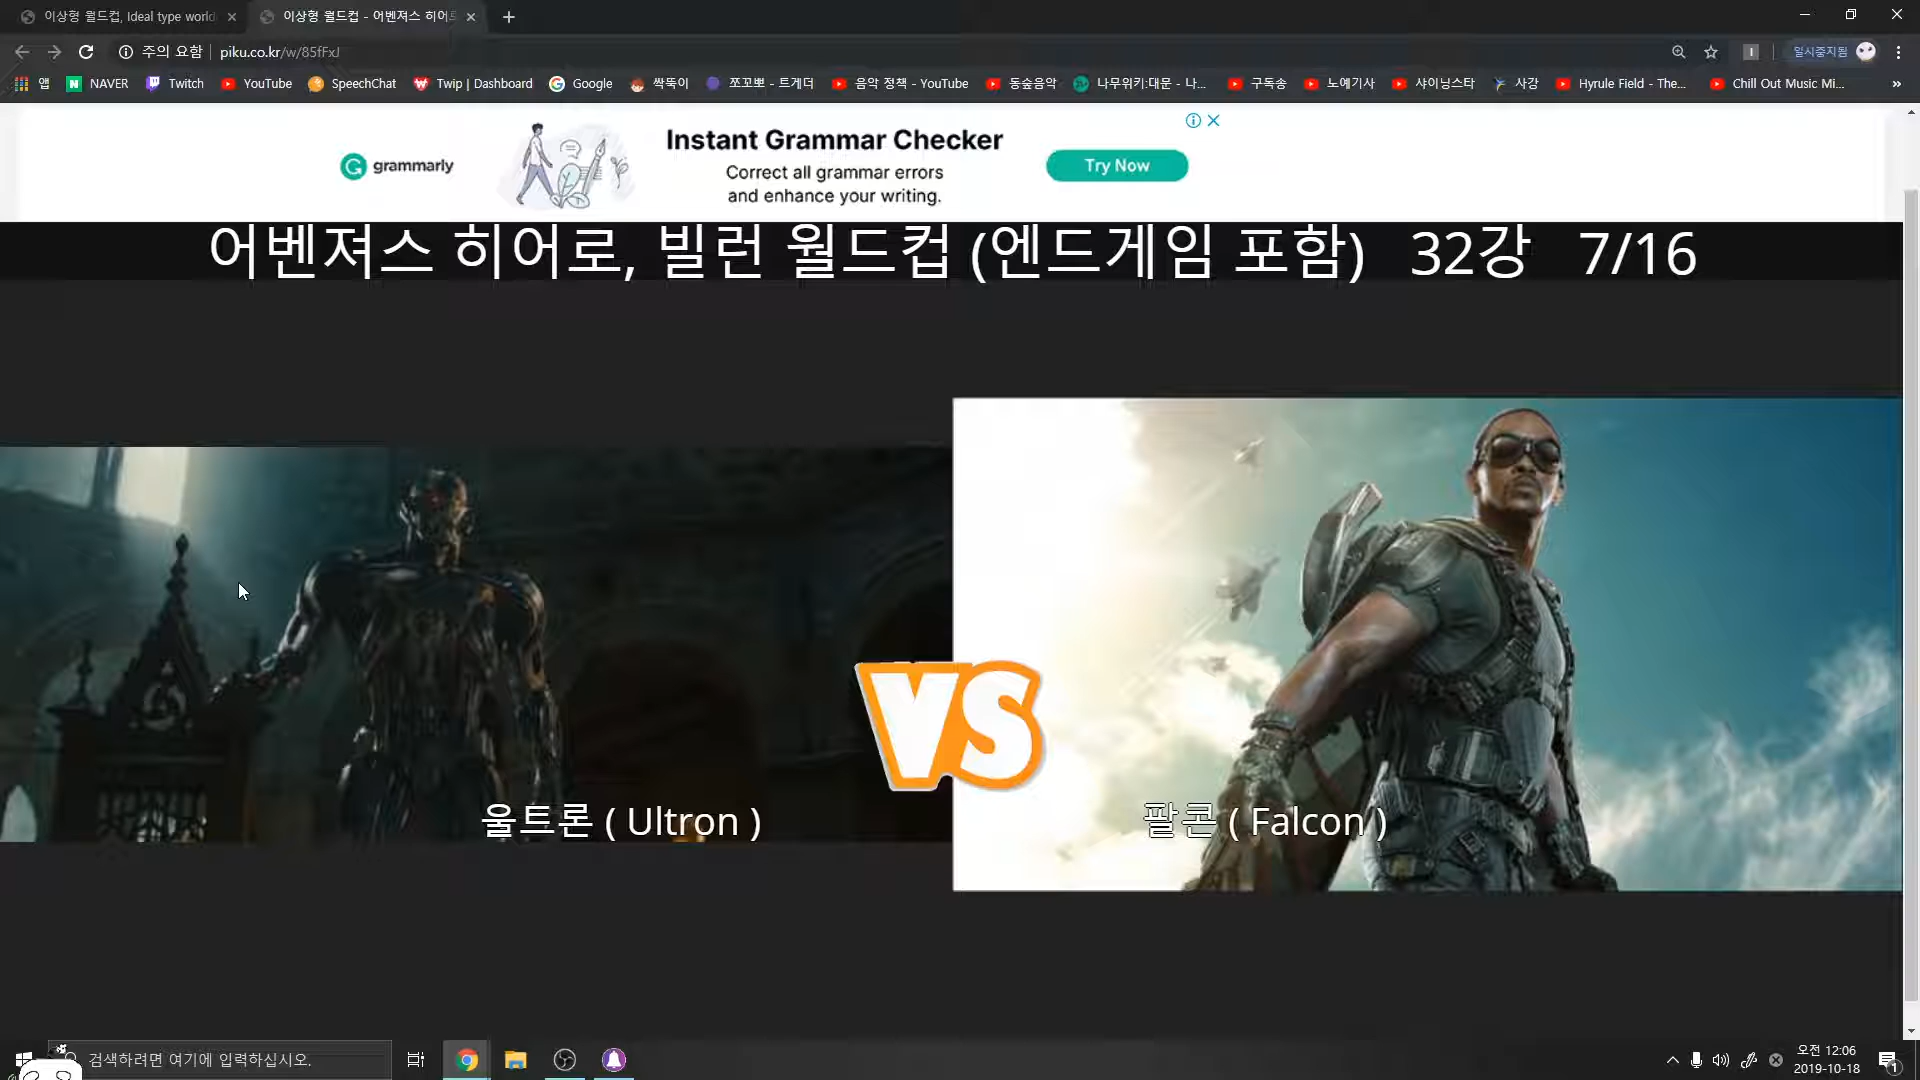 이상형 월드컵, Ideal type world
이상형 월드컵 - 어벤져스 히어로
주의 요함 piku.co.kr/w/85fFxJ
일시중지됨
앱 NAVER Twitch YouTube SpeechChat Twip | Dashboard Google 싹뚝이 쪼꼬뽀 - 트게더 음악 정책 - YouTube 동숲음악 나무위키:대문 - 나... 구독송 노예기사 샤이닝스타 사강 Hyrule Field - The... Chill Out Music Mi... »
grammarly
Instant Grammar Checker
Correct all grammar errors
and enhance your writing.
Try Now
어벤져스 히어로, 빌런 월드컵 (엔드게임 포함) 32강 7/16
VS
울트론 ( Ultron )
팔콘 ( Falcon )
검색하려면 여기에 입력하십시오.
오전 12:06
2019-10-18
1